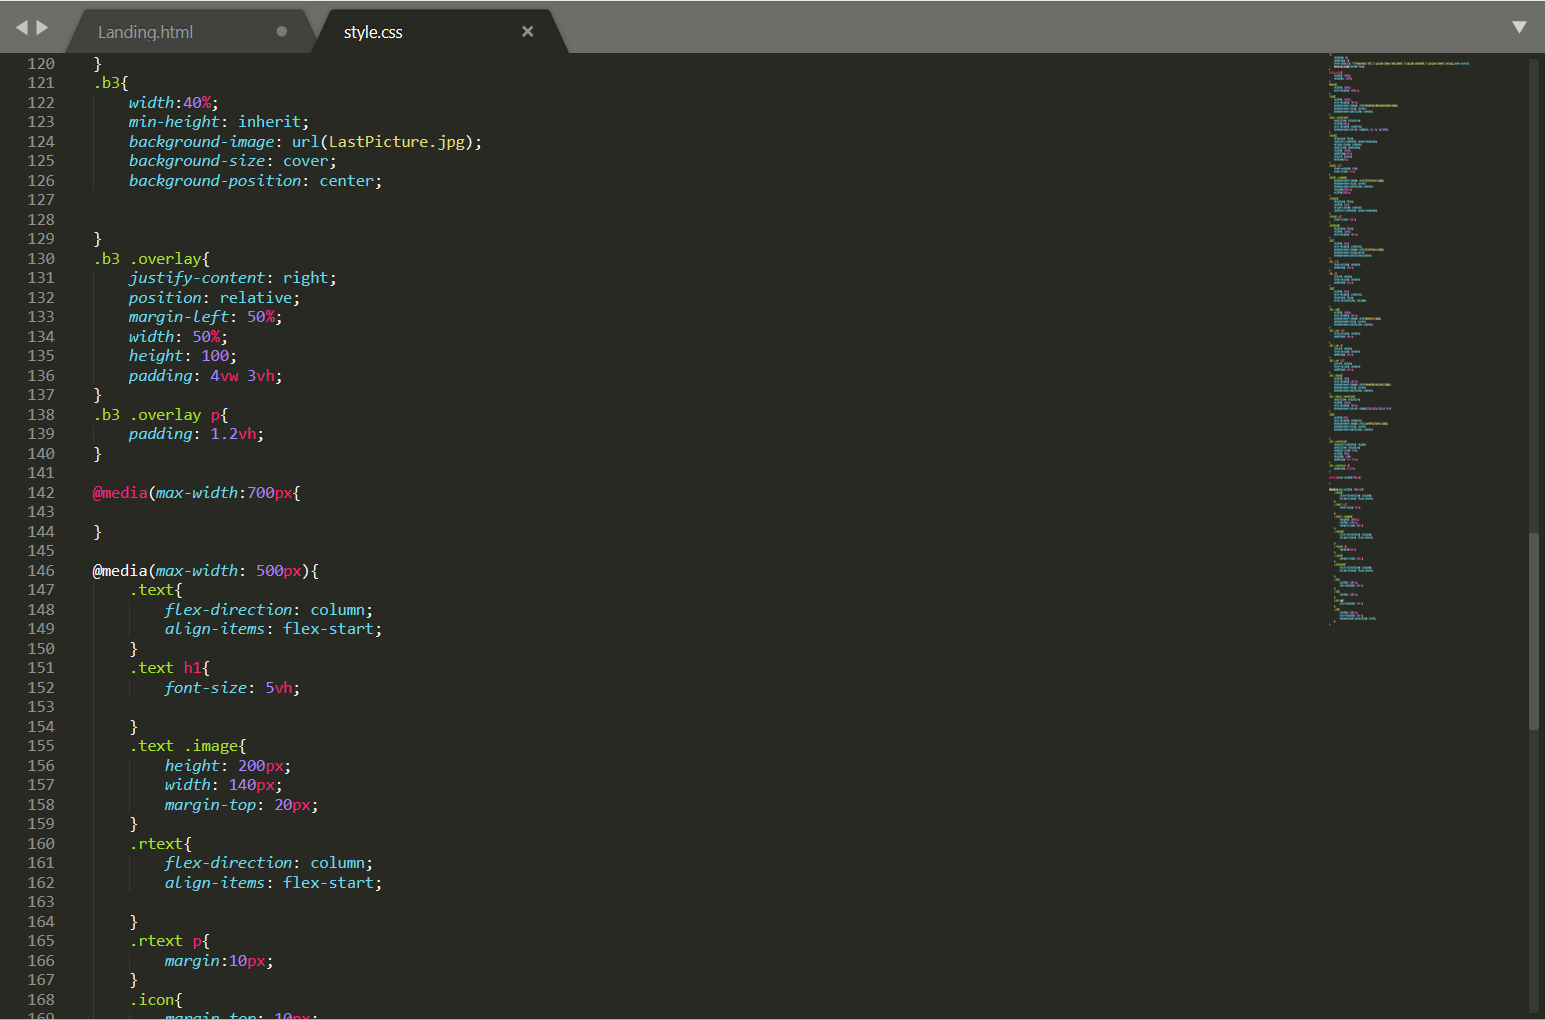 Landing.html
style.css
120 }
121 .b3{
122 width:40%;
123 min-height: inherit;
124 background-image: url(LastPicture.jpg);
125 background-size: cover;
126 background-position: center;
127
128
129 }
130 .b3 .overlay{
131 justify-content: right;
132 position: relative;
133 margin-left: 50%;
134 width: 50%;
135 height: 100;
136 padding: 4vw 3vh;
137 }
138 .b3 .overlay p{
139 padding: 1.2vh;
140 }
141
142 @media(max-width:700px{
143
144 }
145
146 @media(max-width: 500px){
147 .text{
148 flex-direction: column;
149 align-items: flex-start;
150 }
151 .text h1{
152 font-size: 5vh;
153
154 }
155 .text .image{
156 height: 200px;
157 width: 140px;
158 margin-top: 20px;
159 }
160 .rtext{
161 flex-direction: column;
162 align-items: flex-start;
163
164 }
165 .rtext p{
166 margin:10px;
167 }
168 .icon{
169 margin-top: 10px;